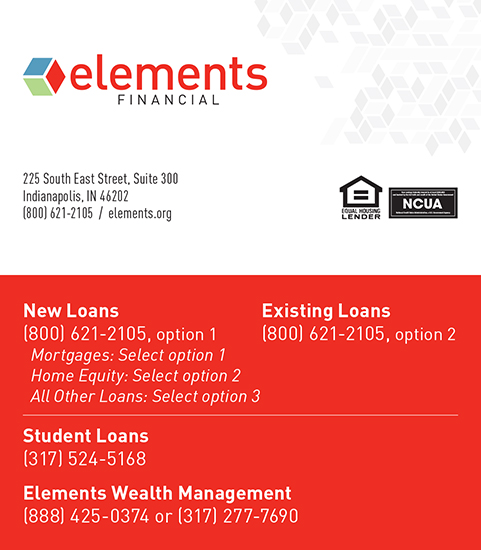 elements
FINANCIAL
225 South East Street, Suite 300
Indianapolis, IN 46202
(800) 621-2105 / elements.org
EQUAL HOUSING
LENDER
NCUA
New Loans
(800) 621-2105, option 1
Mortgages: Select option 1
Home Equity: Select option 2
All Other Loans: Select option 3
Existing Loans
(800) 621-2105, option 2
Student Loans
(317) 524-5168
Elements Wealth Management
(888) 425-0374 or (317) 277-7690